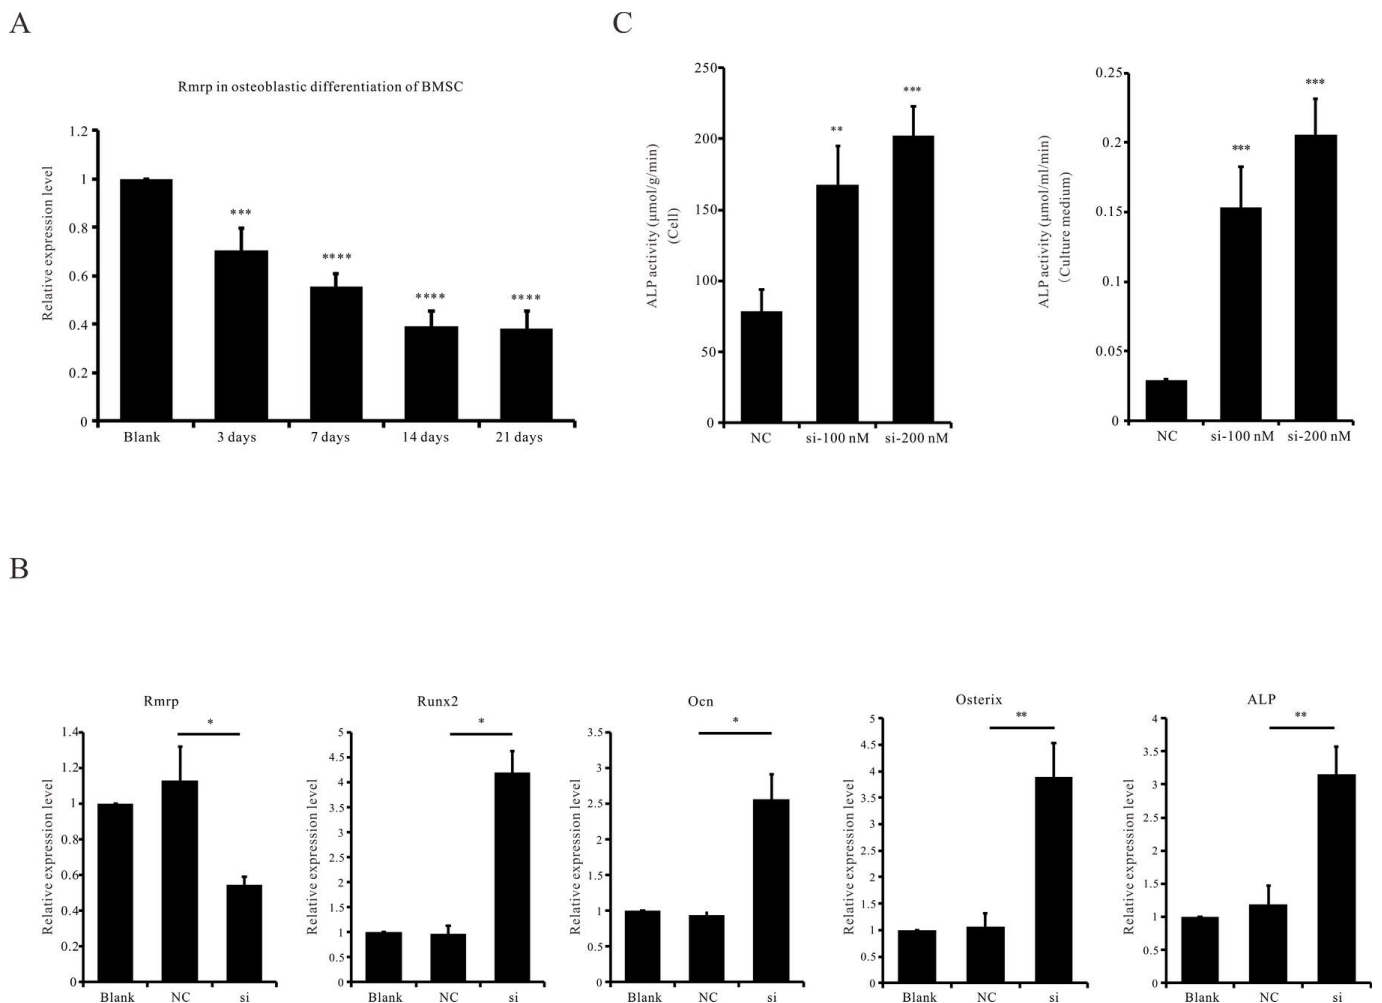 A
Rmrp in osteoblastic differentiation of BMSC
Relative expression level
1.2
1
0.8
0.6
0.4
0.2
0
***
****
****
****
Blank 3 days 7 days 14 days 21 days
C
ALP activity (μmol/g/min)
(Cell)
250
200
150
100
50
0
**
***
NC si-100 nM si-200 nM
ALP activity (μmol/ml/min)
(Culture medium)
0.25
0.2
0.15
0.1
0.05
0
***
***
NC si-100 nM si-200 nM
B
Rmrp
Relative expression level
1.4
1.2
1
0.8
0.6
0.4
0.2
0
*
Blank NC si
Runx2
Relative expression level
5
4.5
4
3.5
3
2.5
2
1.5
1
0.5
0
*
Blank NC si
Ocn
Relative expression level
3.5
3
2.5
2
1.5
1
0.5
0
*
Blank NC si
Osterix
Relative expression level
5
4.5
4
3.5
3
2.5
2
1.5
1
0.5
0
**
Blank NC si
ALP
Relative expression level
4
3.5
3
2.5
2
1.5
1
0.5
0
**
Blank NC si